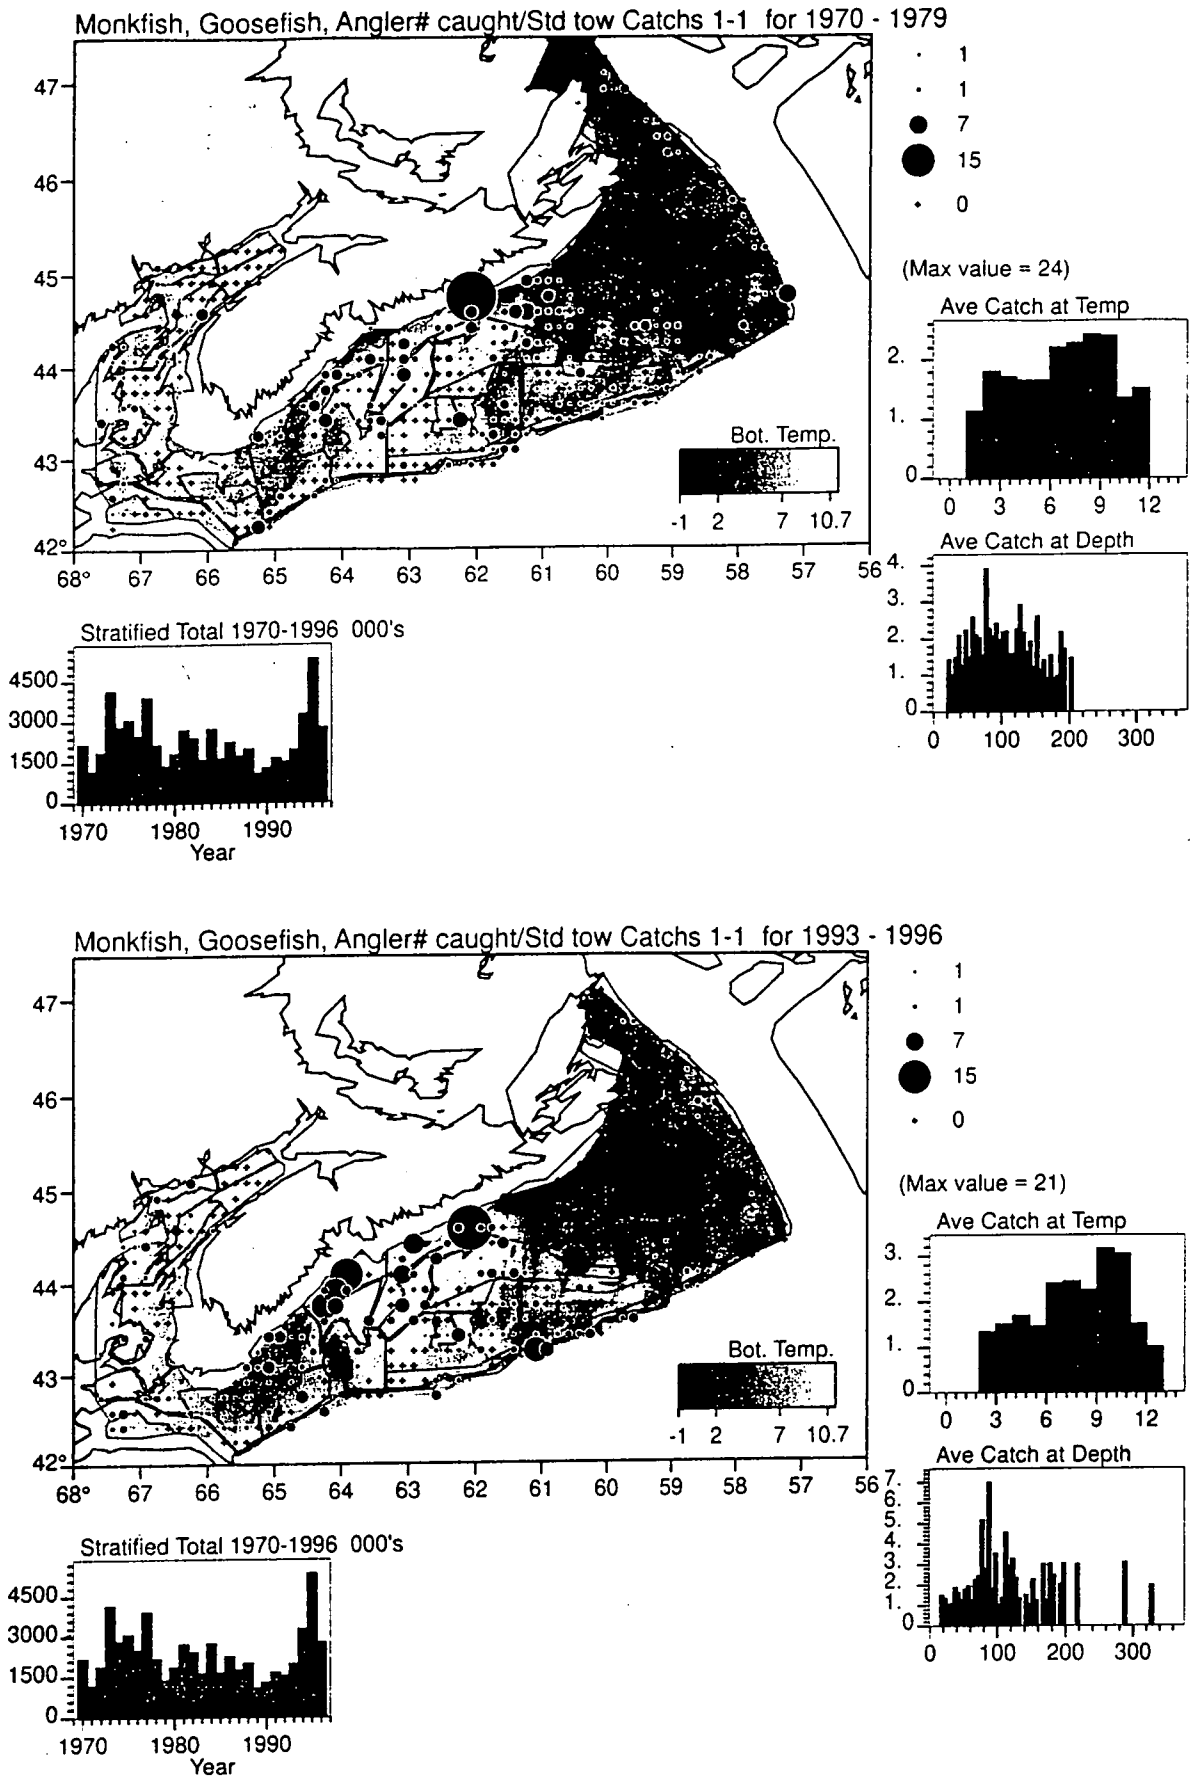 Monkfish, Goosefish, Angler# caught/Std tow Catchs 1-1 for 1970 - 1979
1
1
7
15
0
(Max value = 24)
47
46
45
44
43
42°
68° 67 66 65 64 63 62 61 60 59 58 57 56
Bot. Temp.
-1 2 7 10.7
Ave Catch at Temp
2.
1.
0
0 3 6 9 12
Ave Catch at Depth
4.
3.
2.
1.
0
0 100 200 300
Stratified Total 1970-1996 000's
4500
3000
1500
0
1970 1980 1990
Year
Monkfish, Goosefish, Angler# caught/Std tow Catchs 1-1 for 1993 - 1996
1
1
7
15
0
(Max value = 21)
47
46
45
44
43
42°
68° 67 66 65 64 63 62 61 60 59 58 57 56
Bot. Temp.
-1 2 7 10.7
Ave Catch at Temp
3.
2.
1.
0
0 3 6 9 12
Ave Catch at Depth
7.
6.
5.
4.
3.
2.
1.
0
0 100 200 300
Stratified Total 1970-1996 000's
4500
3000
1500
0
1970 1980 1990
Year